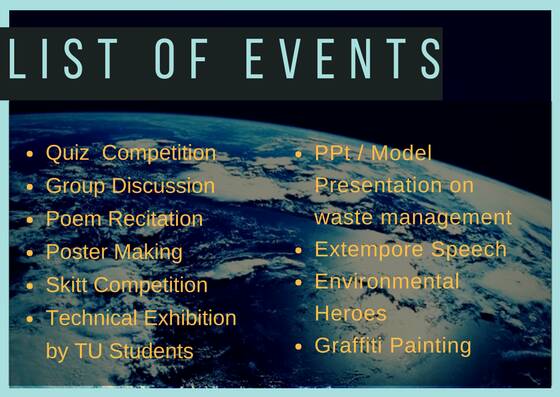 LIST OF EVENTS
• Quiz  Competition
• Group Discussion
• Poem Recitation
• Poster Making
• Skitt Competition
• Technical Exhibition
by TU Students
• PPt / Model
Presentation on
waste management
• Extempore Speech
• Environmental
Heroes
• Graffiti Painting